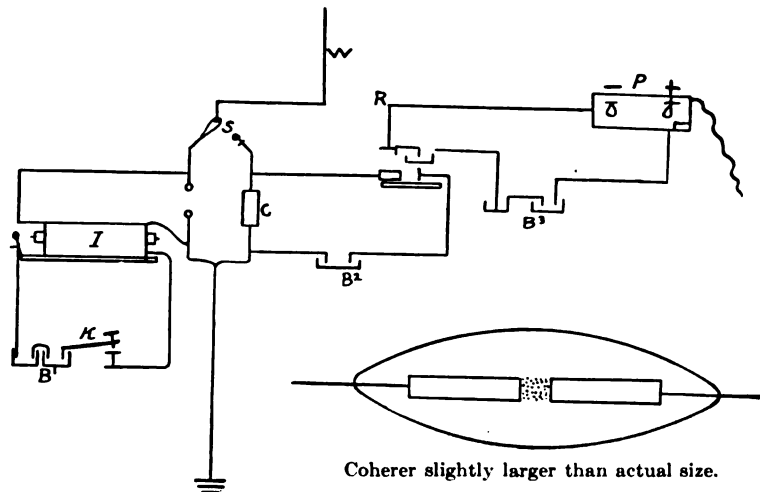 − P +
R
S
C
I
B³
B²
K
B¹
Coherer slightly larger than actual size.